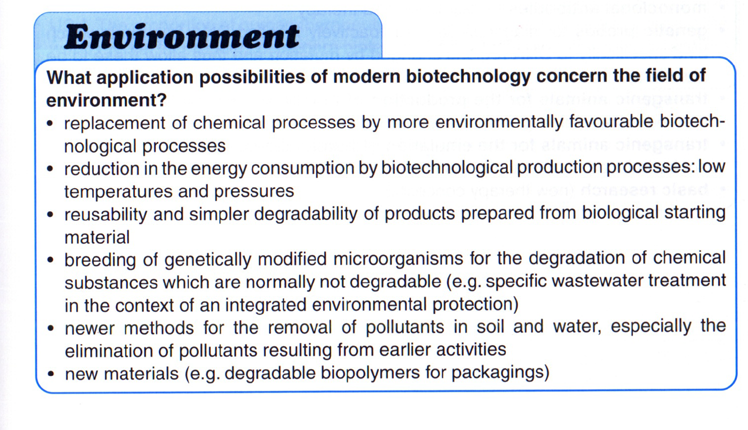 Environment
What application possibilities of modern biotechnology concern the field of
environment?
• replacement of chemical processes by more environmentally favourable biotech-
nological processes
• reduction in the energy consumption by biotechnological production processes: low
temperatures and pressures
• reusability and simpler degradability of products prepared from biological starting
material
• breeding of genetically modified microorganisms for the degradation of chemical
substances which are normally not degradable (e.g. specific wastewater treatment
in the context of an integrated environmental protection)
• newer methods for the removal of pollutants in soil and water, especially the
elimination of pollutants resulting from earlier activities
• new materials (e.g. degradable biopolymers for packagings)